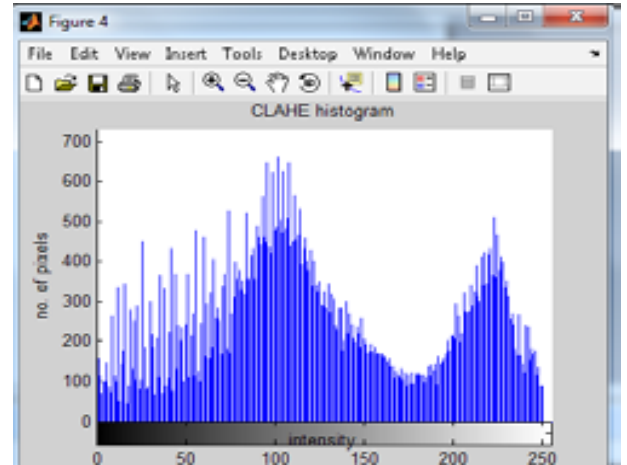 Figure 4
File Edit View Insert Tools Desktop Window Help
CLAHE histogram
700
600
500
400
300
200
100
0
no. of pixels
intensity
0 50 100 150 200 250